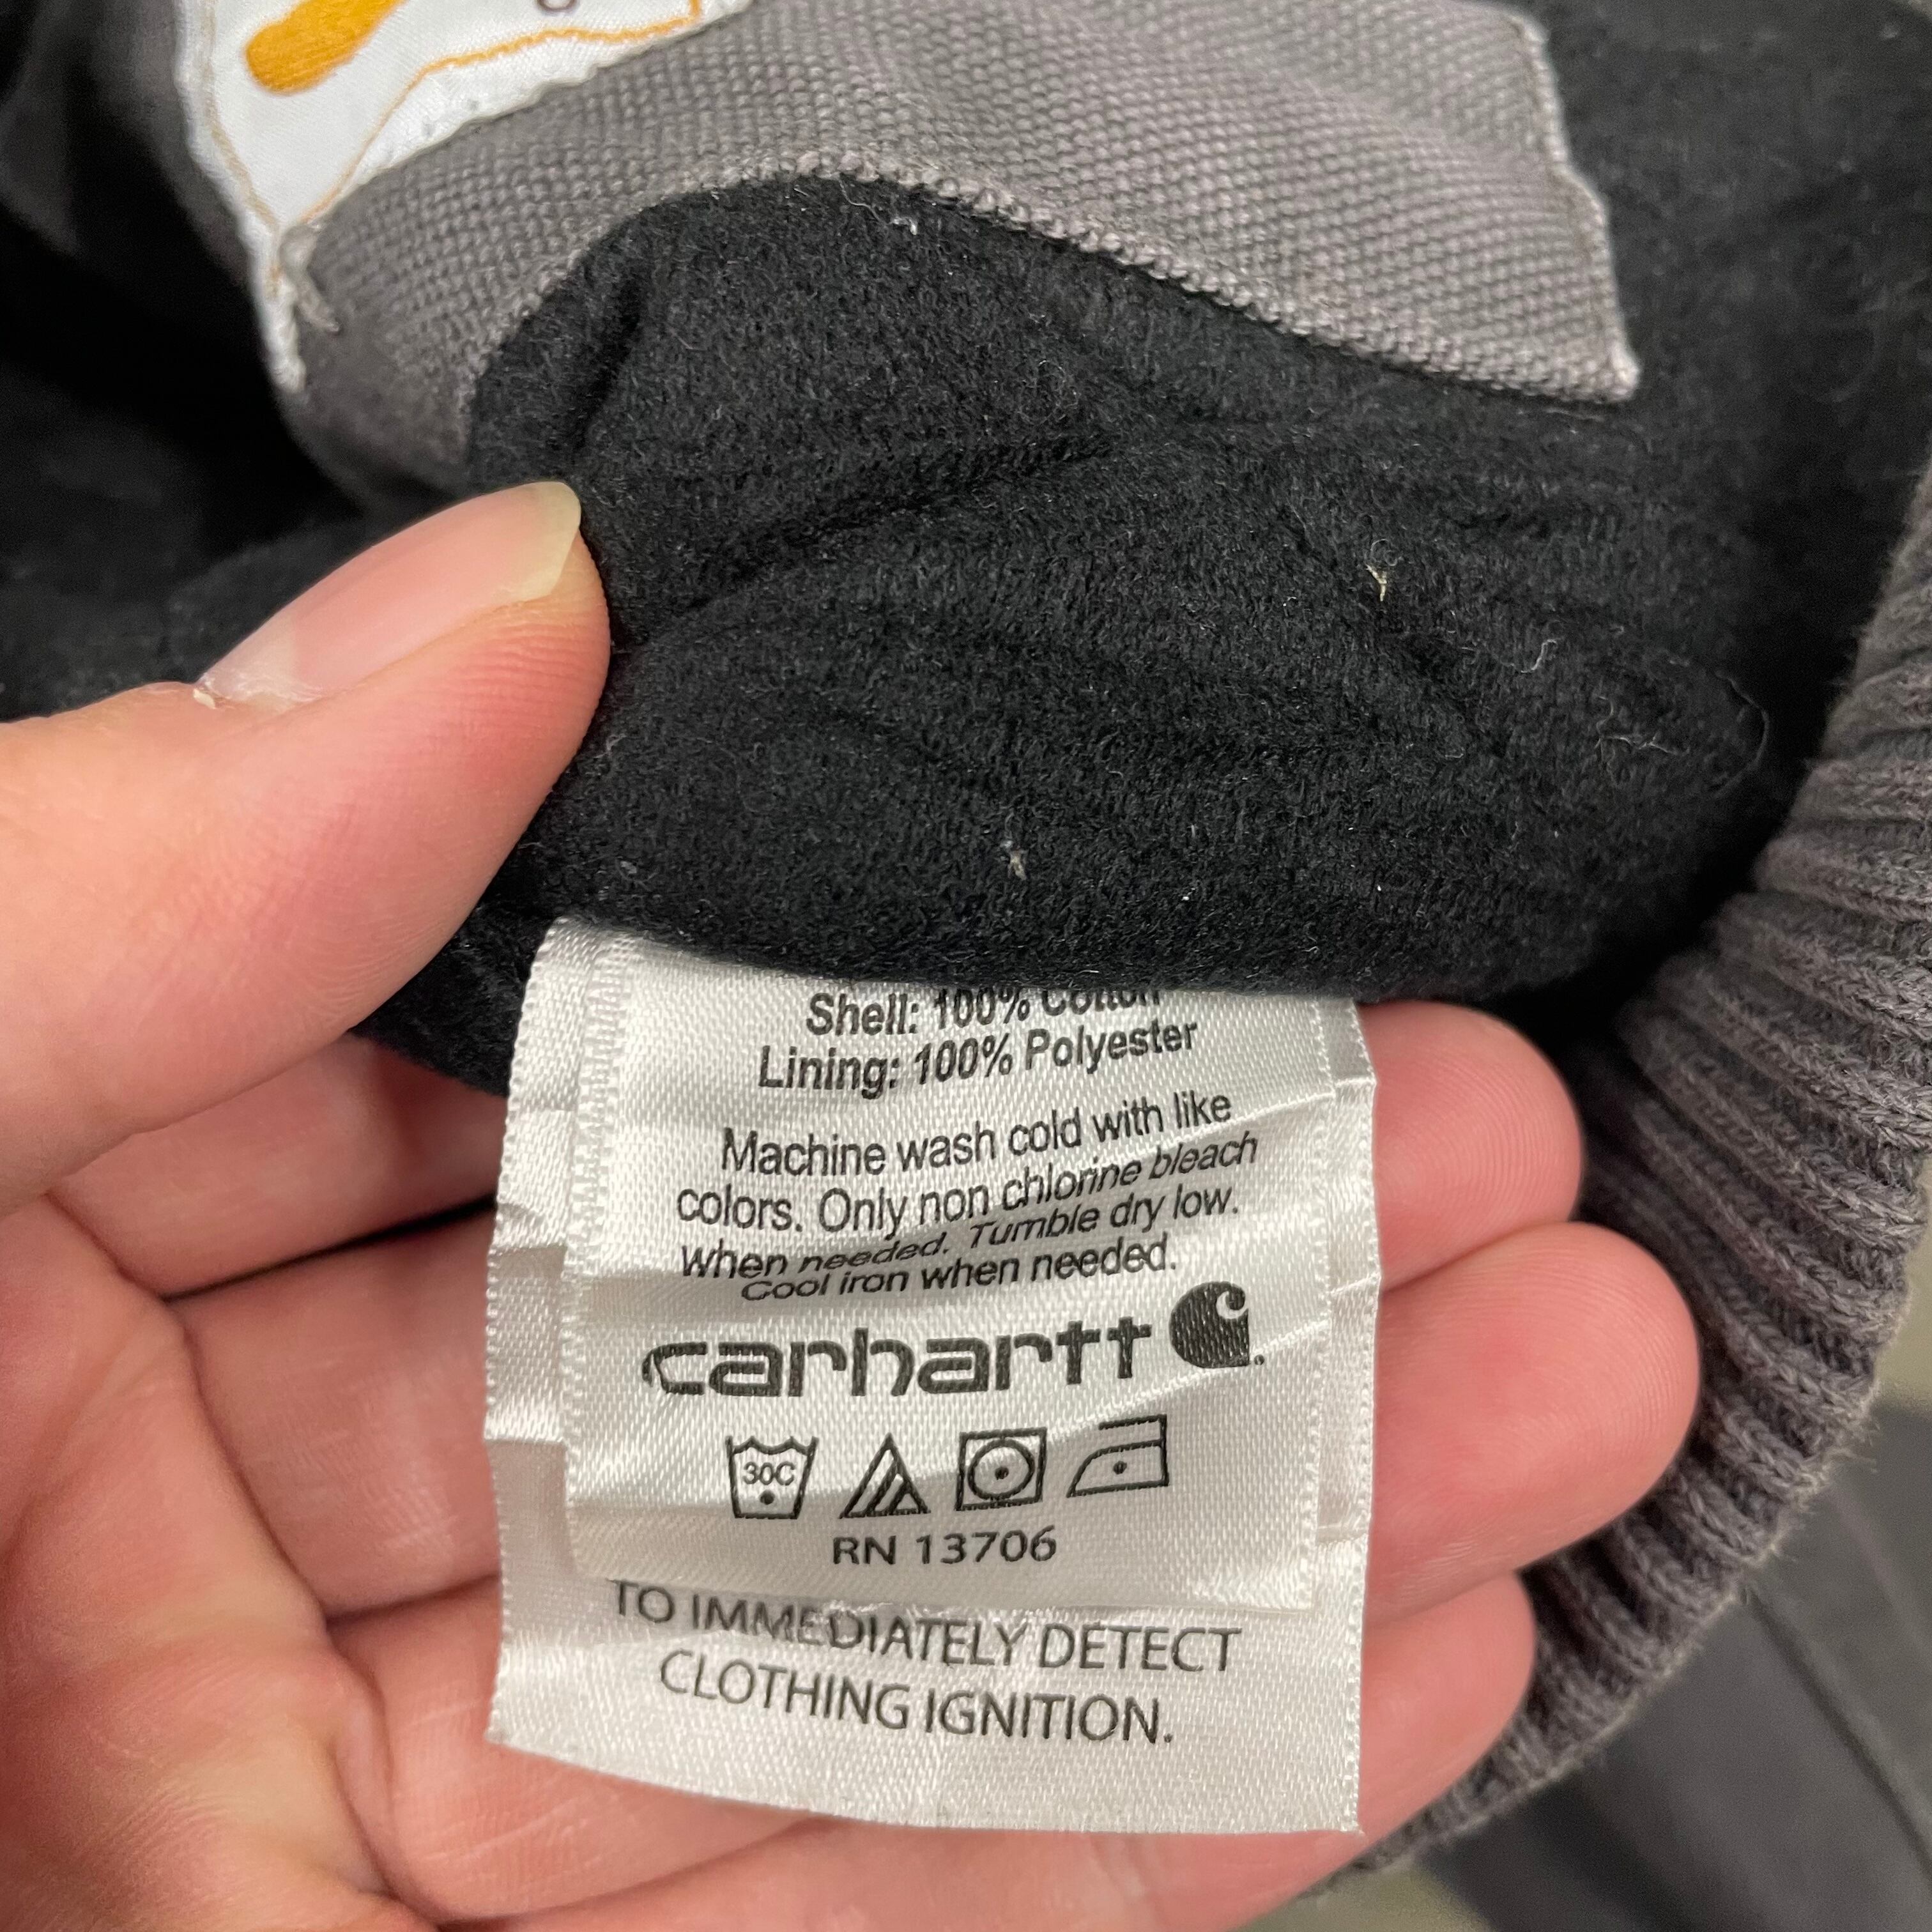 Shell: 100% Cotton
Lining: 100% Polyester
Machine wash cold with like
colors. Only non chlorine bleach
when needed. Tumble dry low.
Cool iron when needed.
carhartt
30C
RN 13706
TO IMMEDIATELY DETECT
CLOTHING IGNITION.